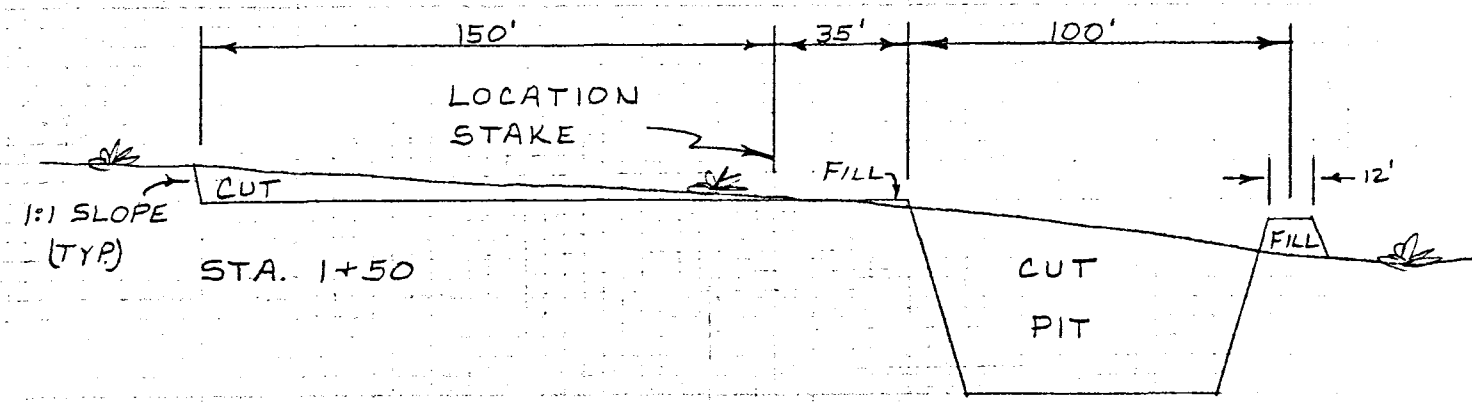 150'
35'
100'
LOCATION
STAKE
FILL
12'
CUT
1:1 SLOPE
(TYP.)
FILL
STA. 1+50
CUT
PIT